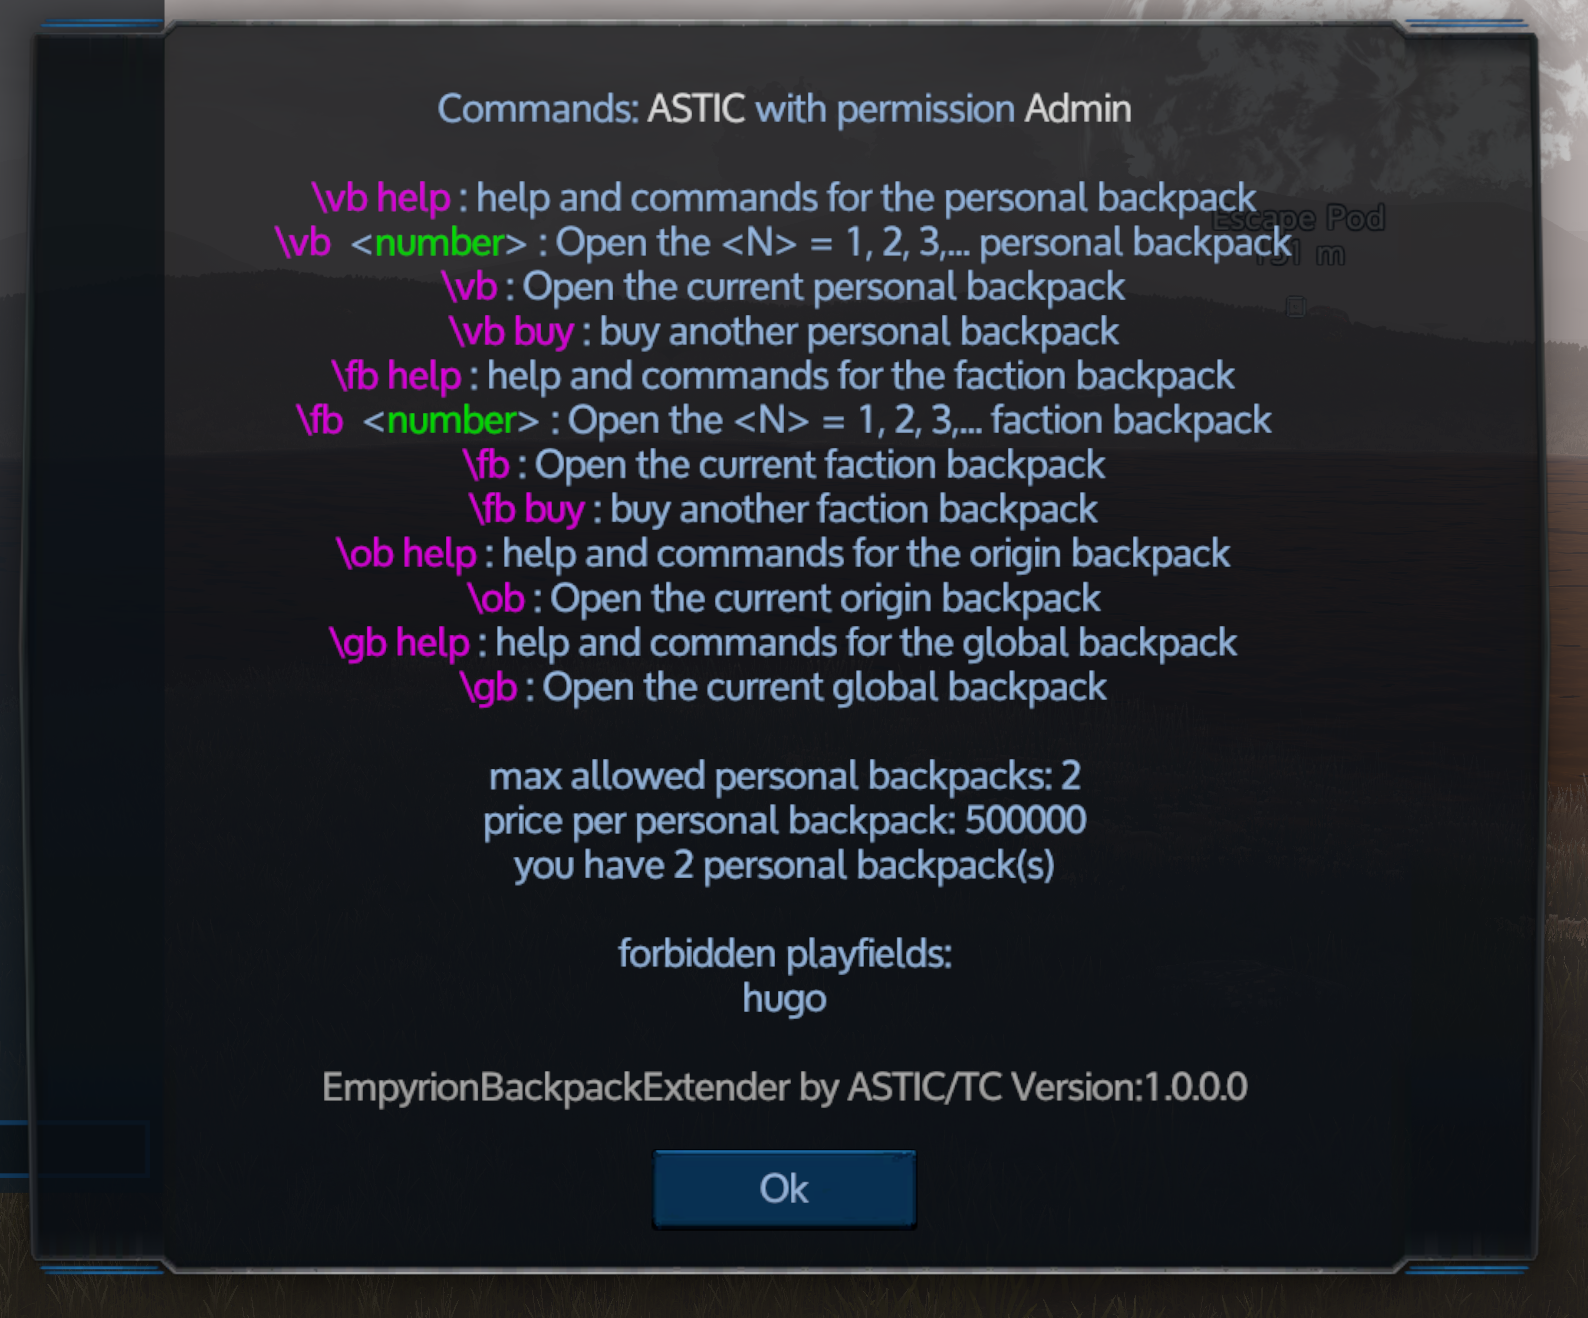 Commands: ASTIC with permission Admin
\vb help : help and commands for the personal backpack
\vb <number> : Open the <N> = 1, 2, 3,... personal backpack
\vb : Open the current personal backpack
\vb buy : buy another personal backpack
\fb help : help and commands for the faction backpack
\fb <number> : Open the <N> = 1, 2, 3,... faction backpack
\fb : Open the current faction backpack
\fb buy : buy another faction backpack
\ob help : help and commands for the origin backpack
\ob : Open the current origin backpack
\gb help : help and commands for the global backpack
\gb : Open the current global backpack
max allowed personal backpacks: 2
price per personal backpack: 500000
you have 2 personal backpack(s)
forbidden playfields:
hugo
EmpyrionBackpackExtender by ASTIC/TC Version:1.0.0.0
Ok
Escape Pod
m